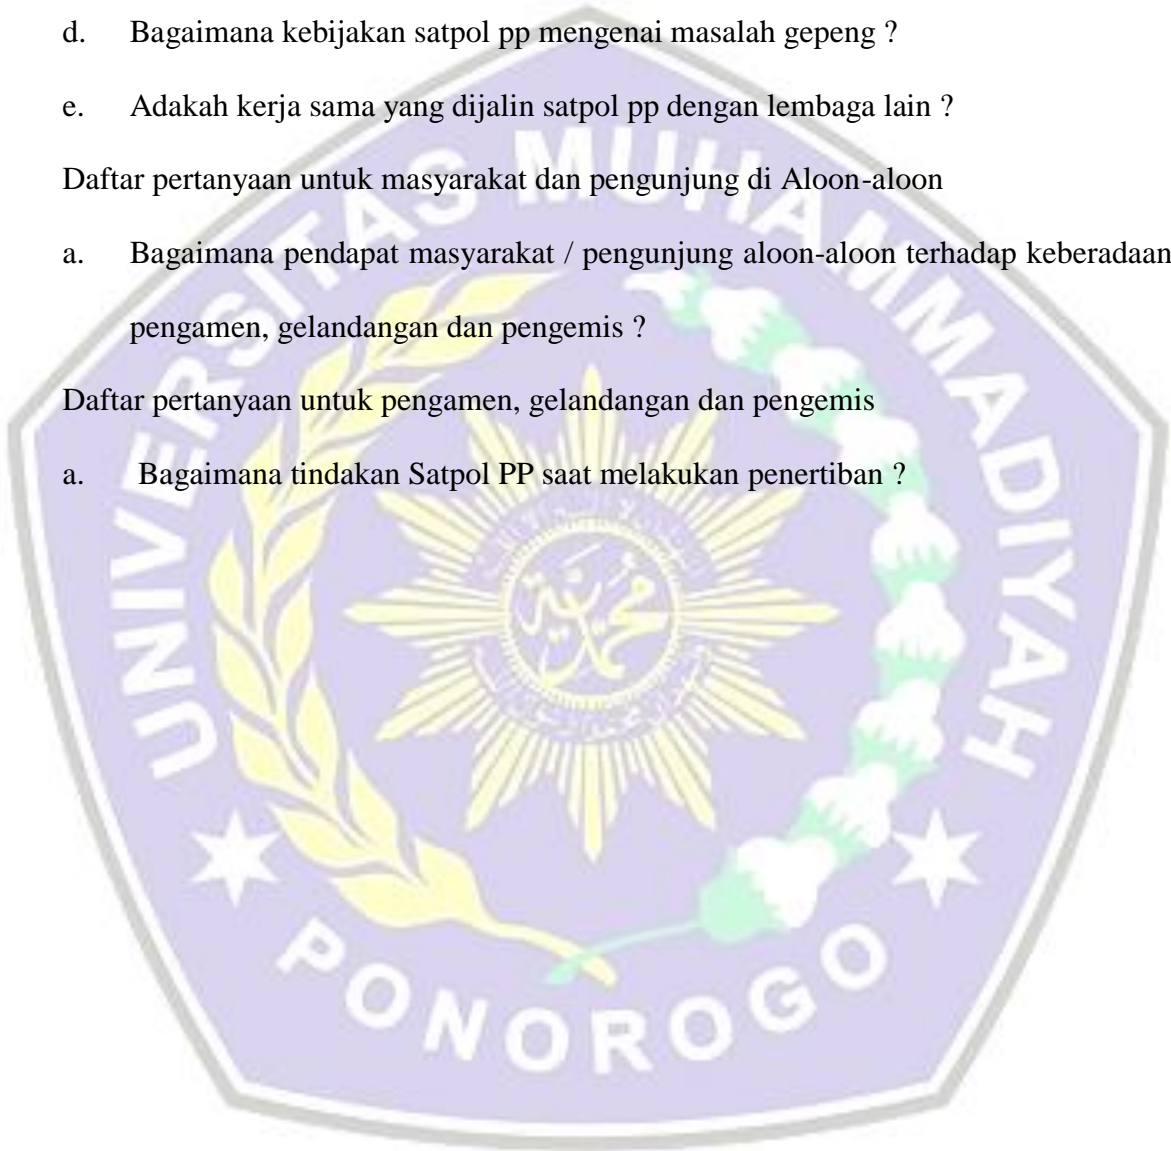 d. Bagaimana kebijakan satpol pp mengenai masalah gepeng ?
e. Adakah kerja sama yang dijalin satpol pp dengan lembaga lain ?
Daftar pertanyaan untuk masyarakat dan pengunjung di Aloon-aloon
a. Bagaimana pendapat masyarakat / pengunjung aloon-aloon terhadap keberadaan
pengamen, gelandangan dan pengemis ?
Daftar pertanyaan untuk pengamen, gelandangan dan pengemis
a. Bagaimana tindakan Satpol PP saat melakukan penertiban ?
UNIVERSITAS MUHAMMADIYAH
محمدية
PONOROGO